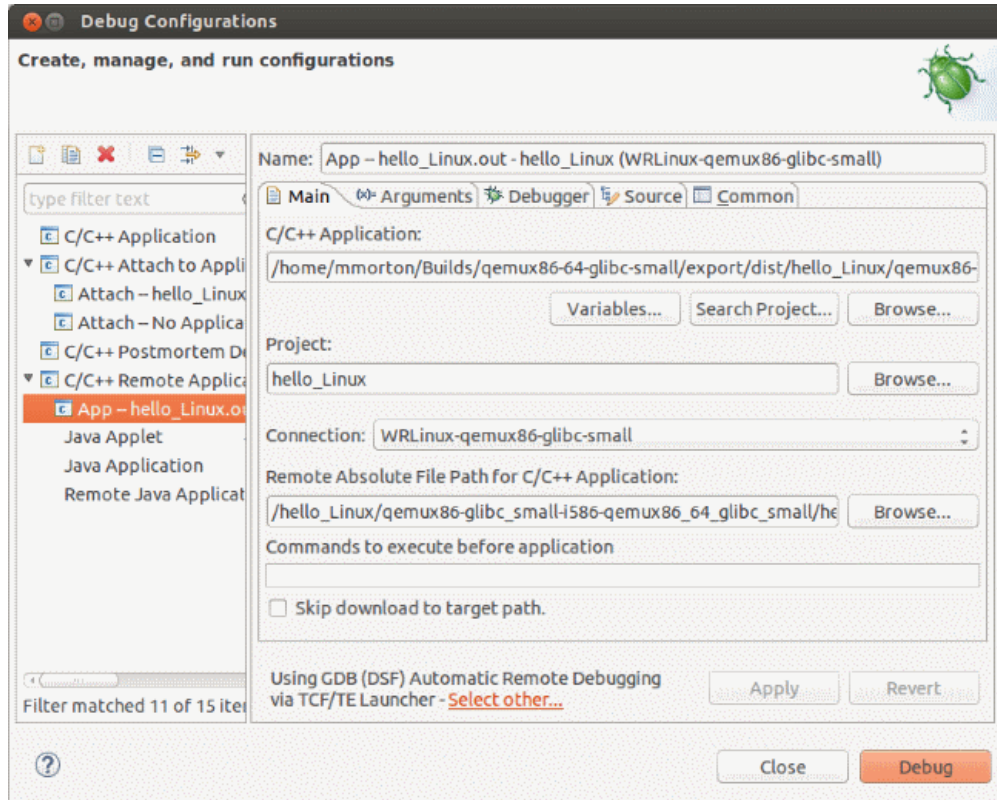 Debug Configurations
Create, manage, and run configurations
type filter text
C/C++ Application
C/C++ Attach to Appli
Attach – hello_Linux
Attach – No Applica
C/C++ Postmortem De
C/C++ Remote Applica
App – hello_Linux.ou
Java Applet
Java Application
Remote Java Applicat
Filter matched 11 of 15 iter
Name: App – hello_Linux.out - hello_Linux (WRLinux-qemux86-glibc-small)
Main (x)= Arguments Debugger Source Common
C/C++ Application:
/home/mmorton/Builds/qemux86-64-glibc-small/export/dist/hello_Linux/qemux86-
Variables... Search Project... Browse...
Project:
hello_Linux Browse...
Connection: WRLinux-qemux86-glibc-small
Remote Absolute File Path for C/C++ Application:
/hello_Linux/qemux86-glibc_small-i586-qemux86_64_glibc_small/he Browse...
Commands to execute before application
Skip download to target path.
Using GDB (DSF) Automatic Remote Debugging
via TCF/TE Launcher - Select other...
Apply Revert
? Close Debug